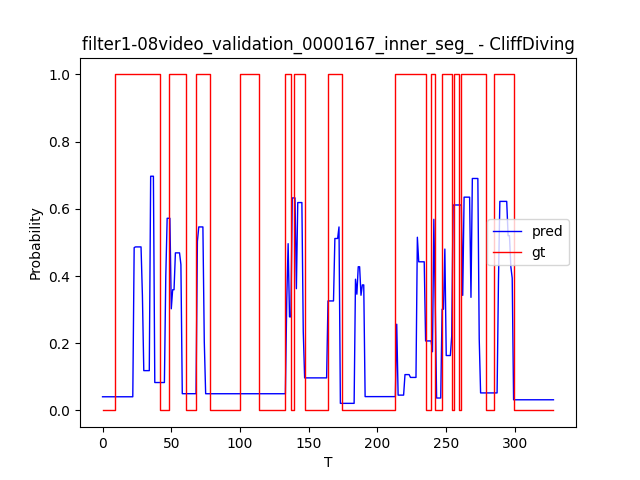 filter1-08video_validation_0000167_inner_seg_ - CliffDiving
1.0
0.8
0.6
0.4
0.2
0.0
Probability
pred
gt
0 50 100 150 200 250 300
T